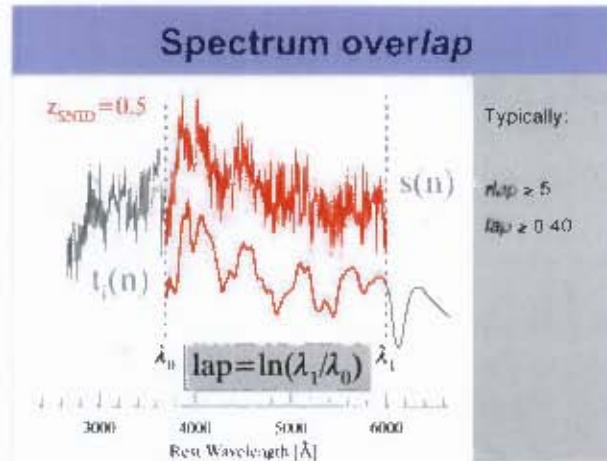 Spectrum overlap
z_SNID=0.5
Typically:
s(n)
rlap ≥ 5
lap ≥ 0.40
t_i(n)
λ_0
λ_1
lap=ln(λ_1/λ_0)
3000 4000 5000 6000
Rest Wavelength [Å]